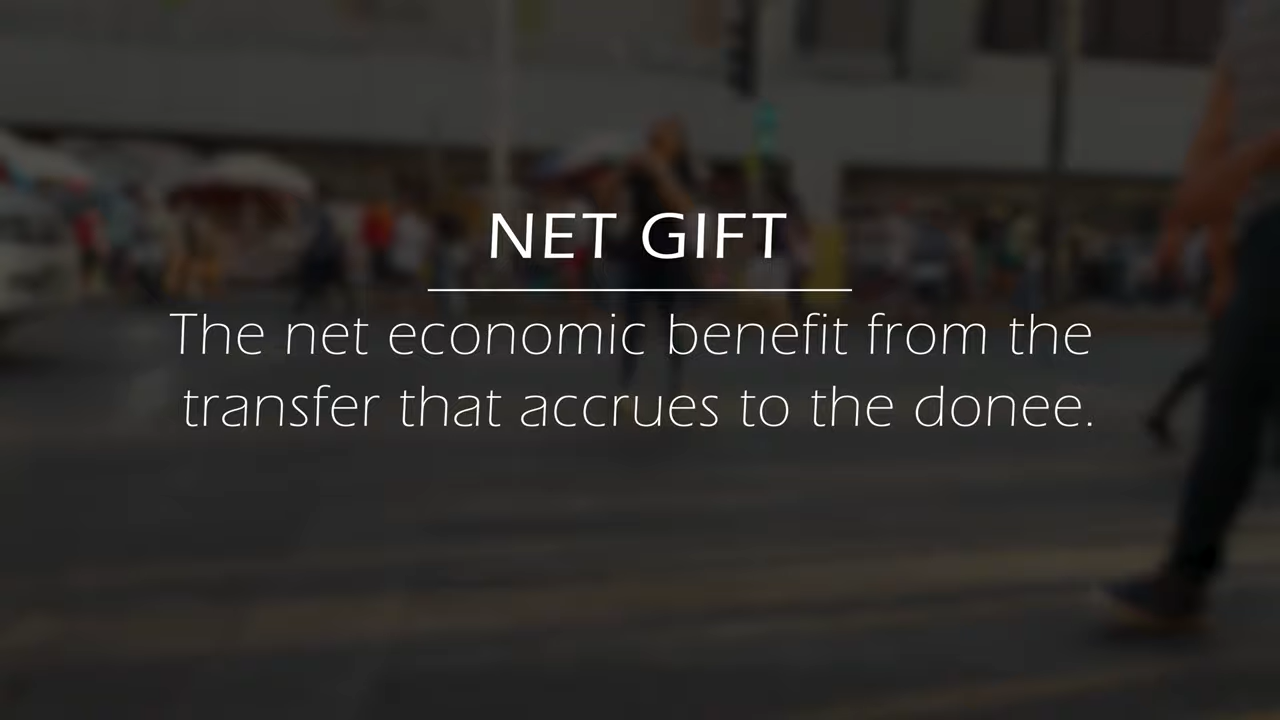 NET GIFT
The net economic benefit from the
transfer that accrues to the donee.